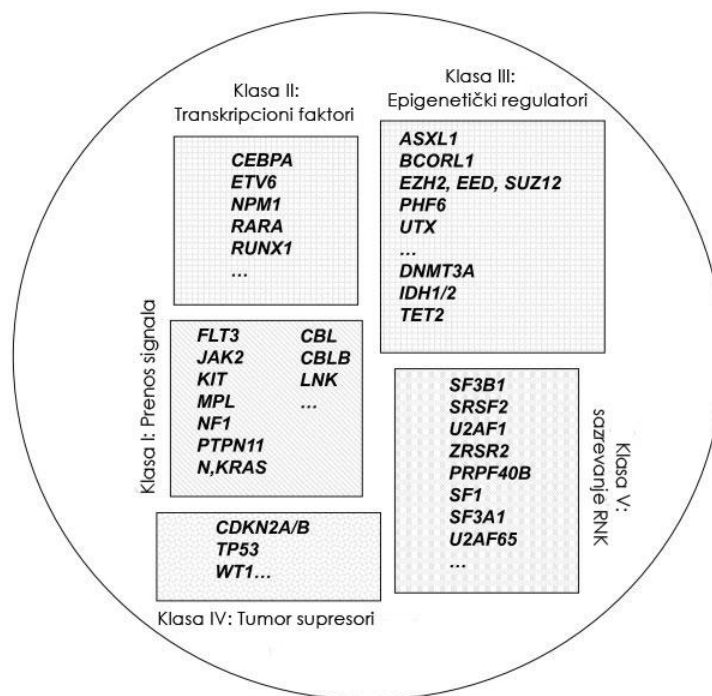 Klasa II:
Transkripcioni faktori
CEBPA
ETV6
NPM1
RARA
RUNX1
...
Klasa III:
Epigenetički regulatori
ASXL1
BCORL1
EZH2, EED, SUZ12
PHF6
UTX
...
DNMT3A
IDH1/2
TET2
Klasa I: Prenos signala
FLT3
JAK2
KIT
MPL
NF1
PTPN11
N,KRAS
CBL
CBLB
LNK
...
SF3B1
SRSF2
U2AF1
ZRSR2
PRPF40B
SF1
SF3A1
U2AF65
...
Klasa V:
sazrevanje RNK
CDKN2A/B
TP53
WT1...
Klasa IV: Tumor supresori